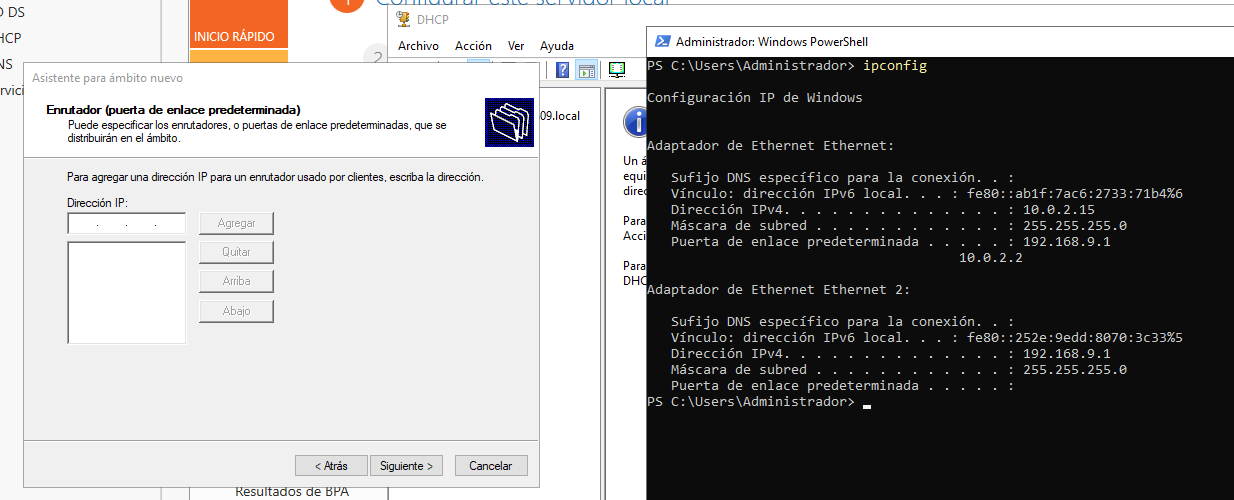 DS
HCP
NS
INICIO RÁPIDO
1 Configurar este servidor local
2
DHCP
Archivo Acción Ver Ayuda
09.local
Un á
equi
direc
Para
Acci
Para
DHC
Asistente para ámbito nuevo
Enrutador (puerta de enlace predeterminada)
Puede especificar los enrutadores, o puertas de enlace predeterminadas, que se
distribuirán en el ámbito.
Para agregar una dirección IP para un enrutador usado por clientes, escriba la dirección.
Dirección IP:
. . .
Agregar
Quitar
Arriba
Abajo
< Atrás Siguiente > Cancelar
Resultados de BPA
Administrador: Windows PowerShell
PS C:\Users\Administrador> ipconfig
Configuración IP de Windows
Adaptador de Ethernet Ethernet:
Sufijo DNS específico para la conexión. . :
Vínculo: dirección IPv6 local. . . : fe80::ab1f:7ac6:2733:71b4%6
Dirección IPv4. . . . . . . . . . . . . . : 10.0.2.15
Máscara de subred . . . . . . . . . . . . : 255.255.255.0
Puerta de enlace predeterminada . . . . . : 192.168.9.1
10.0.2.2
Adaptador de Ethernet Ethernet 2:
Sufijo DNS específico para la conexión. . :
Vínculo: dirección IPv6 local. . . : fe80::252e:9edd:8070:3c33%5
Dirección IPv4. . . . . . . . . . . . . . : 192.168.9.1
Máscara de subred . . . . . . . . . . . . : 255.255.255.0
Puerta de enlace predeterminada . . . . . :
PS C:\Users\Administrador>